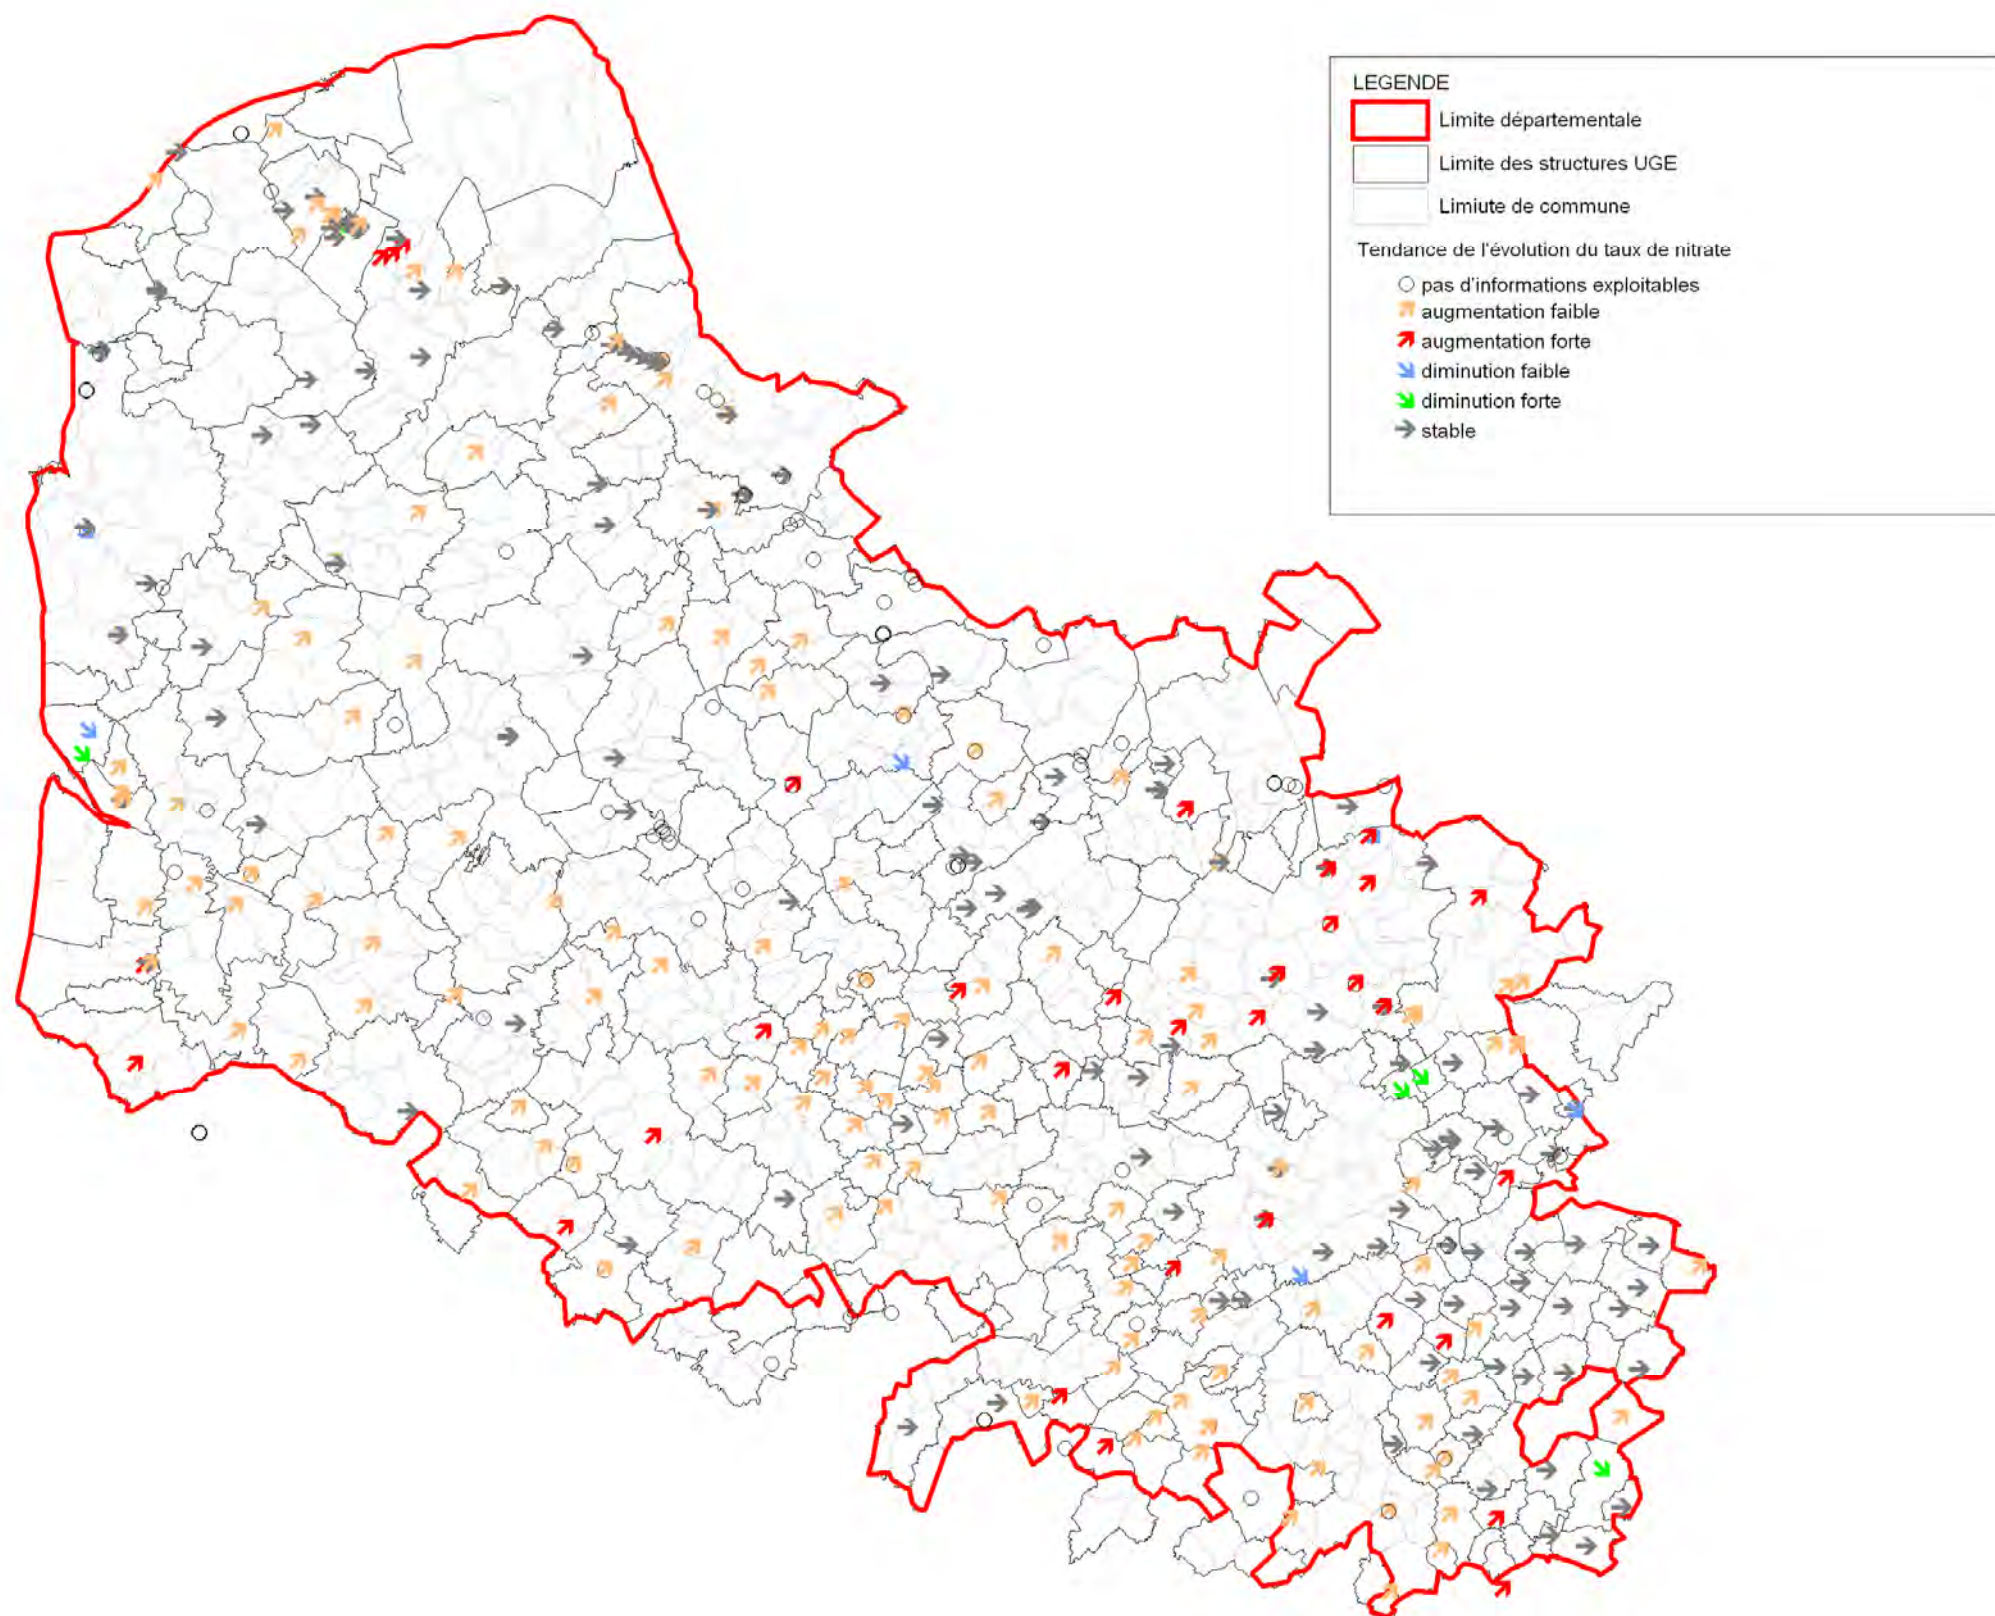 LEGENDE
Limite départementale
Limite des structures UGE
Limiute de commune
Tendance de l'évolution du taux de nitrate
pas d'informations exploitables
augmentation faible
augmentation forte
diminution faible
diminution forte
stable